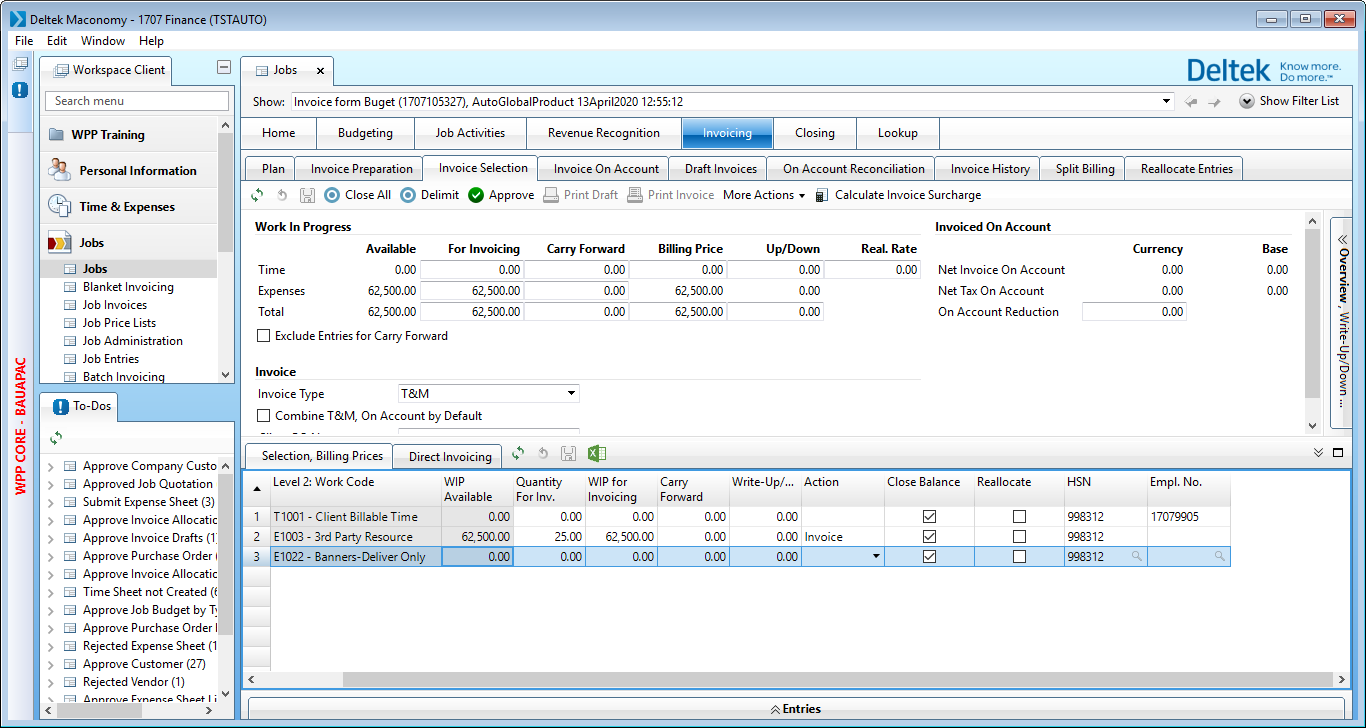 Deltek Maconomy - 1707 Finance (TSTAUTO)
File Edit Window Help
Workspace Client
Search menu
WPP Training
Personal Information
Time & Expenses
Jobs
Jobs
Blanket Invoicing
Job Invoices
Job Price Lists
Job Administration
Job Entries
Batch Invoicing
WPP CORE - BAUAPAC
To-Dos
Approve Company Custo
Approved Job Quotation
Submit Expense Sheet (3)
Approve Invoice Allocatic
Approve Invoice Drafts (1
Approve Purchase Order (
Approve Invoice Allocatic
Time Sheet not Created (6
Approve Job Budget by Ty
Approve Purchase Order I
Rejected Expense Sheet (1
Approve Customer (27)
Rejected Vendor (1)
Approve Expense Sheet Li
Jobs x
Deltek Know more. Do more.™
Show: Invoice form Buget (1707105327), AutoGlobalProduct 13April2020 12:55:12 Show Filter List
Home Budgeting Job Activities Revenue Recognition Invoicing Closing Lookup
Plan Invoice Preparation Invoice Selection Invoice On Account Draft Invoices On Account Reconciliation Invoice History Split Billing Reallocate Entries
Close All Delimit Approve Print Draft Print Invoice More Actions Calculate Invoice Surcharge
Work In Progress
Available For Invoicing Carry Forward Billing Price Up/Down Real. Rate
Time 0.00 0.00 0.00 0.00 0.00 0.00
Expenses 62,500.00 62,500.00 0.00 62,500.00 0.00
Total 62,500.00 62,500.00 0.00 62,500.00 0.00
Exclude Entries for Carry Forward
Invoiced On Account
Currency Base
Net Invoice On Account 0.00 0.00
Net Tax On Account 0.00 0.00
On Account Reduction 0.00
Invoice
Invoice Type T&M
Combine T&M, On Account by Default
Overview , Write-Up/Down ...
Selection, Billing Prices Direct Invoicing
Level 2: Work Code WIP Available Quantity For Inv. WIP for Invoicing Carry Forward Write-Up/... Action Close Balance Reallocate HSN Empl. No.
1 T1001 - Client Billable Time 0.00 0.00 0.00 0.00 0.00 998312 17079905
2 E1003 - 3rd Party Resource 62,500.00 25.00 62,500.00 0.00 0.00 Invoice 998312
3 E1022 - Banners-Deliver Only 0.00 0.00 0.00 0.00 0.00 998312
Entries